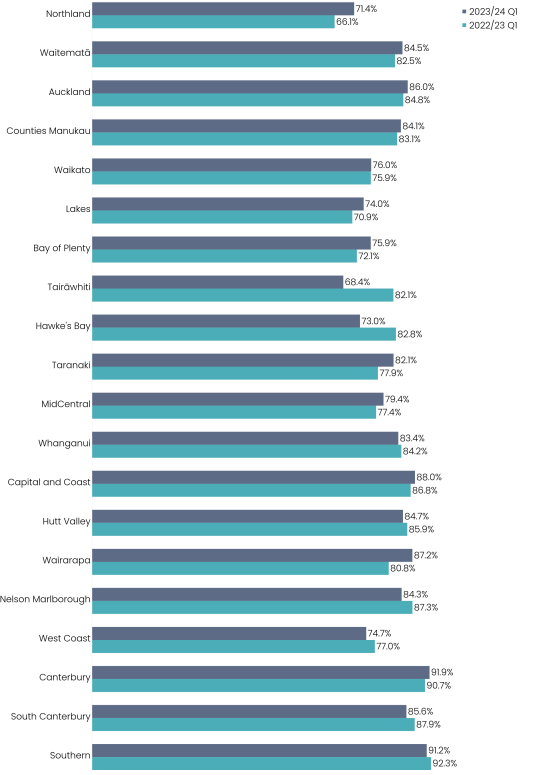 2023/24 Q1
2022/23 Q1
Northland
71.4%
66.1%
Waitematā
84.5%
82.5%
Auckland
86.0%
84.8%
Counties Manukau
84.1%
83.1%
Waikato
76.0%
75.9%
Lakes
74.0%
70.9%
Bay of Plenty
75.9%
72.1%
Tairāwhiti
68.4%
82.1%
Hawke's Bay
73.0%
82.8%
Taranaki
82.1%
77.9%
MidCentral
79.4%
77.4%
Whanganui
83.4%
84.2%
Capital and Coast
88.0%
86.8%
Hutt Valley
84.7%
85.9%
Wairarapa
87.2%
80.8%
Nelson Marlborough
84.3%
87.3%
West Coast
74.7%
77.0%
Canterbury
91.9%
90.7%
South Canterbury
85.6%
87.9%
Southern
91.2%
92.3%